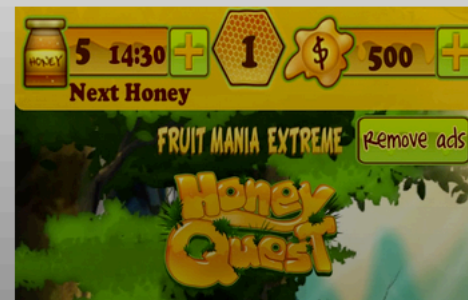 HONEY
5 14:30
1
$
500
Next Honey
FRUIT MANIA EXTREME
Remove ads
Honey
Quest